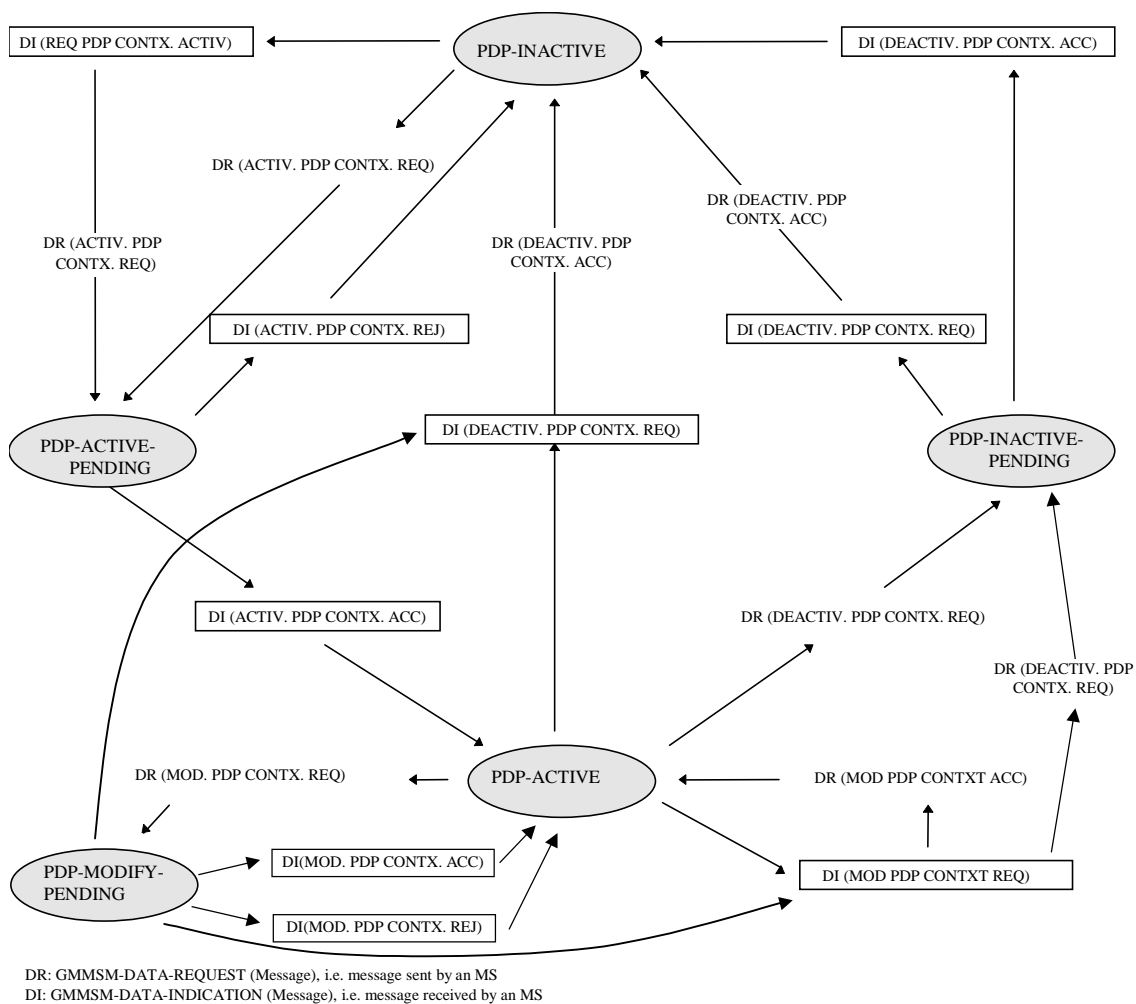 DI (REQ PDP CONTX. ACTIV)
PDP-INACTIVE
DI (DEACTIV. PDP CONTX. ACC)
DR (ACTIV. PDP CONTX. REQ)
DR (DEACTIV. PDP
CONTX. ACC)
DR (ACTIV. PDP
CONTX. REQ)
DR (DEACTIV. PDP
CONTX. ACC)
DI (ACTIV. PDP CONTX. REJ)
DI (DEACTIV. PDP CONTX. REQ)
PDP-ACTIVE-
PENDING
DI (DEACTIV. PDP CONTX. REQ)
PDP-INACTIVE-
PENDING
DI (ACTIV. PDP CONTX. ACC)
DR (DEACTIV. PDP CONTX. REQ)
DR (DEACTIV. PDP
CONTX. REQ)
DR (MOD. PDP CONTX. REQ)
PDP-ACTIVE
DR (MOD PDP CONTXT ACC)
PDP-MODIFY-
PENDING
DI(MOD. PDP CONTX. ACC)
DI (MOD PDP CONTXT REQ)
DI(MOD. PDP CONTX. REJ)
DR: GMMSM-DATA-REQUEST (Message), i.e. message sent by an MS
DI: GMMSM-DATA-INDICATION (Message), i.e. message received by an MS